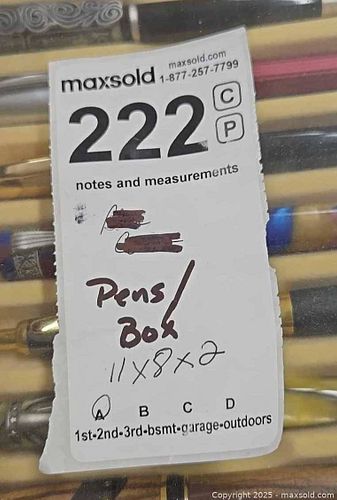 maxsold maxsold.com
1-877-257-7799
222 C
P
notes and measurements
Pens/
Box
11x8x2
A B C D
1st-2nd-3rd-bsmt-garage-outdoors
Copyright © 2025 - maxsold.com